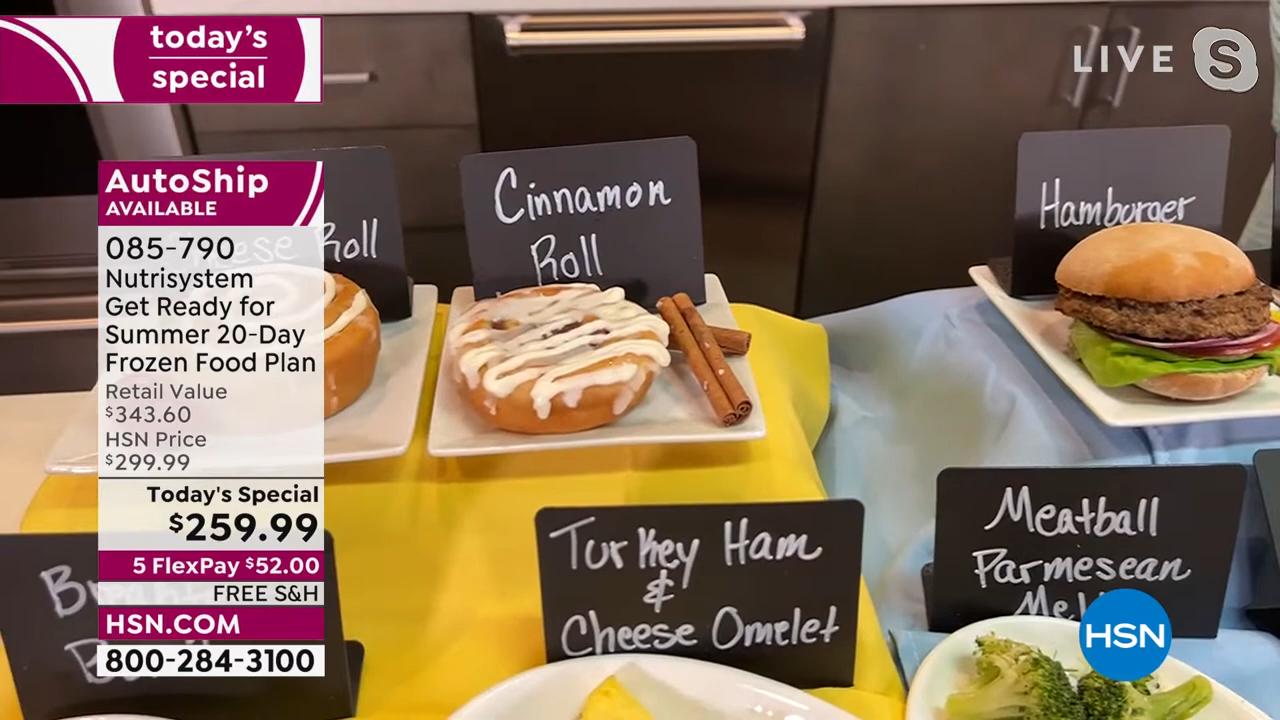 today's
special
LIVE S
AutoShip
AVAILABLE
085-790
Nutrisystem
Get Ready for
Summer 20-Day
Frozen Food Plan
Retail Value
$343.60
HSN Price
$299.99
Today's Special
$259.99
5 FlexPay $52.00
FREE S&H
HSN.COM
800-284-3100
Roll
Cinnamon
Roll
Hamburger
Turkey Ham
&
Cheese Omelet
Meatball
Parmesean
HSN